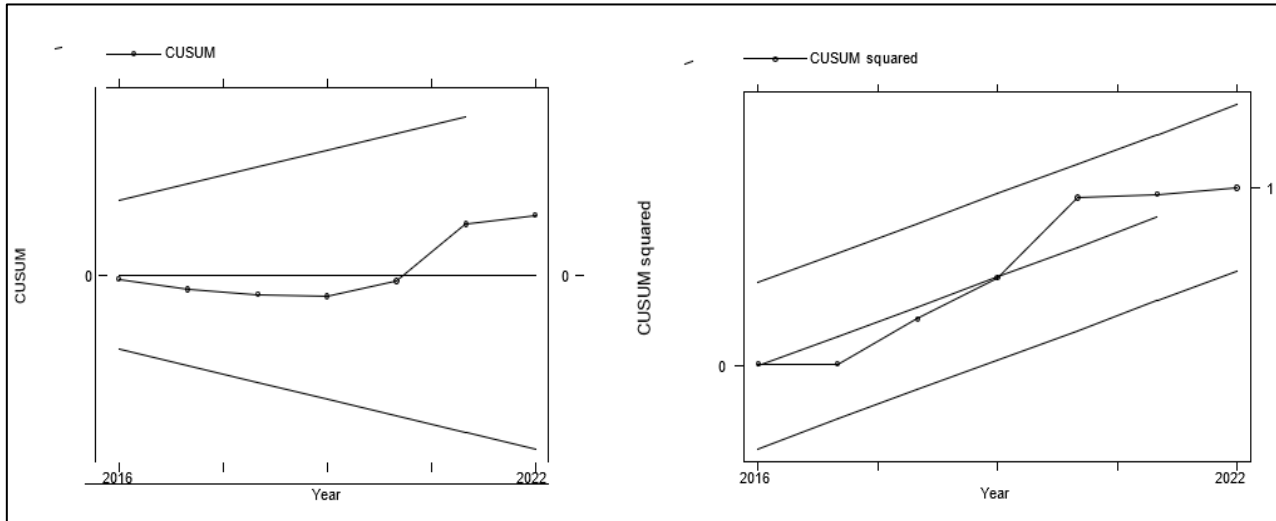 CUSUM
CUSUM
0
0
2016
2022
Year
CUSUM squared
CUSUM squared
1
0
2016
2022
Year